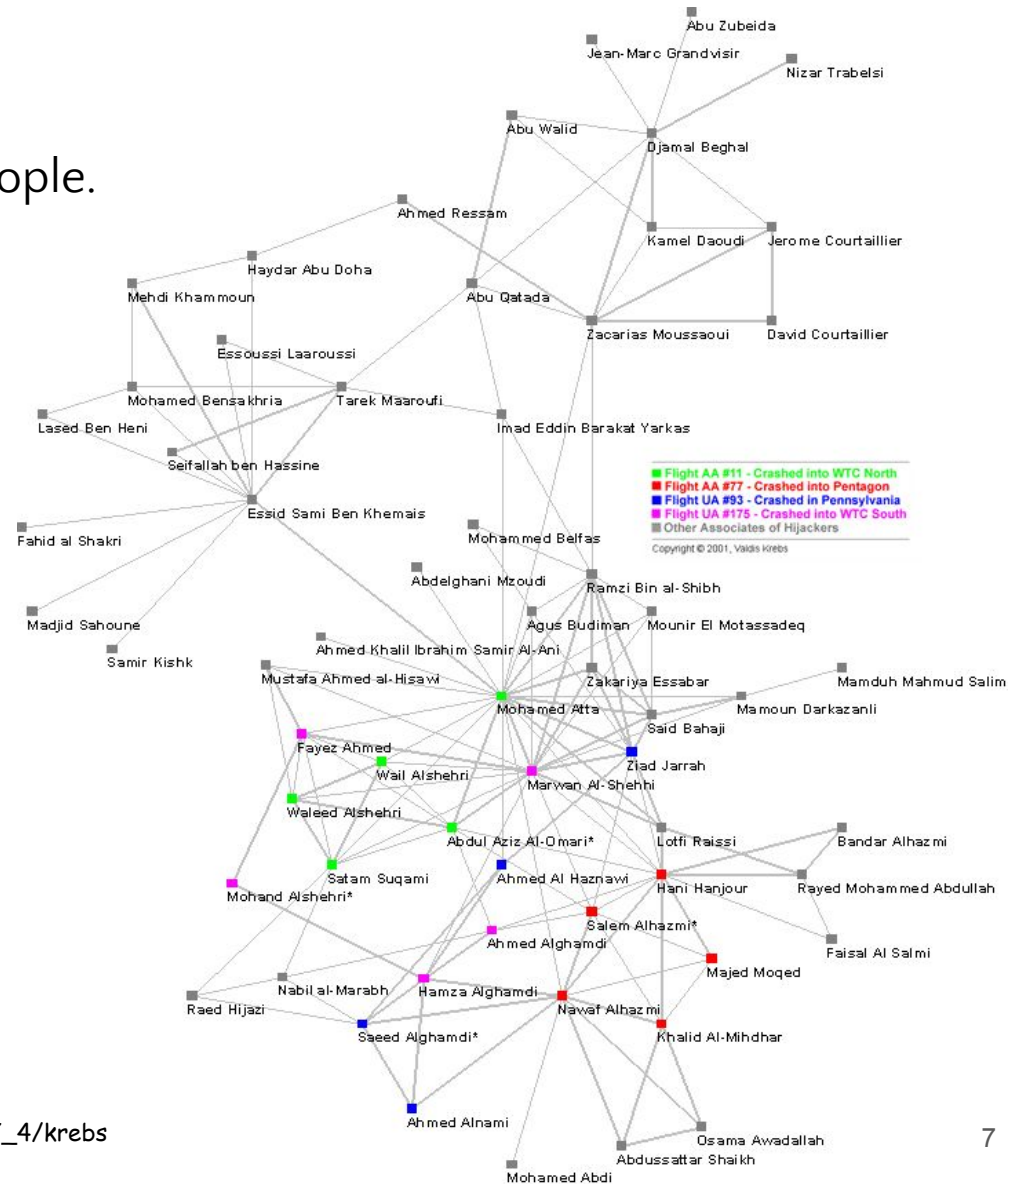 Abu Zubeida
Jean-Marc Grandvisir
Nizar Trabelsi
Abu Walid
Djamal Beghal
ople.
Ahmed Ressam
Kamel Daoudi
Jerome Courtaillier
Haydar Abu Doha
Mehdi Khammoun
Abu Qatada
Zacarias Moussaoui
David Courtaillier
Essoussi Laaroussi
Mohamed Bensakhria
Tarek Maaroufi
Lased Ben Heni
Imad Eddin Barakat Yarkas
Seifallah ben Hassine
Flight AA #11 - Crashed into WTC North
Flight AA #77 - Crashed into Pentagon
Flight UA #93 - Crashed in Pennsylvania
Flight UA #175 - Crashed into WTC South
Other Associates of Hijackers
Copyright © 2001, Valdis Krebs
Essid Sami Ben Khemais
Fahid al Shakri
Mohammed Belfas
Abdelghani Mzoudi
Ramzi Bin al-Shibh
Madjid Sahoune
Agus Budiman
Mounir El Motassadeq
Samir Kishk
Ahmed Khalil Ibrahim Samir Al-Ani
Mustafa Ahmed al-Hisawi
Zakariya Essabar
Mamduh Mahmud Salim
Mohamed Atta
Mamoun Darkazanli
Said Bahaji
Fayez Ahmed
Ziad Jarrah
Wail Alshehri
Marwan Al-Shehhi
Waleed Alshehri
Abdul Aziz Al-Omari*
Lotfi Raissi
Bandar Alhazmi
Satam Suqami
Ahmed Al Haznawi
Hani Hanjour
Rayed Mohammed Abdullah
Mohand Alshehri*
Salem Alhazmi*
Ahmed Alghamdi
Faisal Al Salmi
Majed Moqed
Nabil al-Marabh
Hamza Alghamdi
Raed Hijazi
Nawaf Alhazmi
Saeed Alghamdi*
Khalid Al-Mihdhar
Ahmed Alnami
_4/krebs
Osama Awadallah
7
Abdussattar Shaikh
Mohamed Abdi